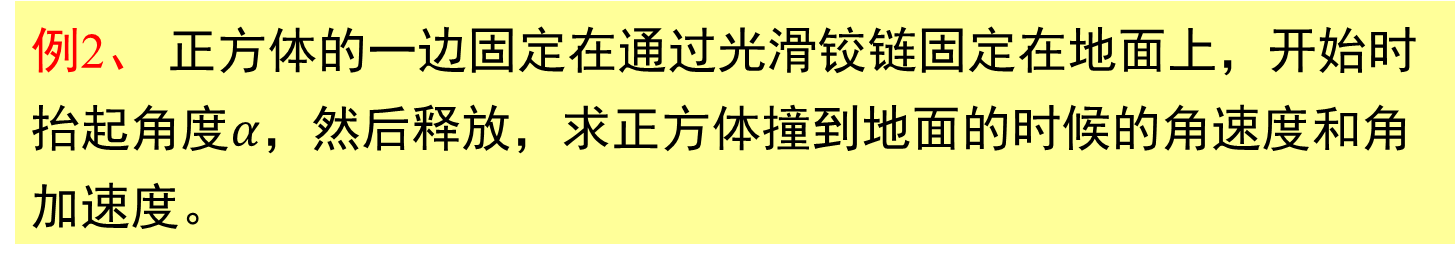 例2、 正方体的一边固定在通过光滑铰链固定在地面上，开始时
抬起角度α，然后释放，求正方体撞到地面的时候的角速度和角
加速度。